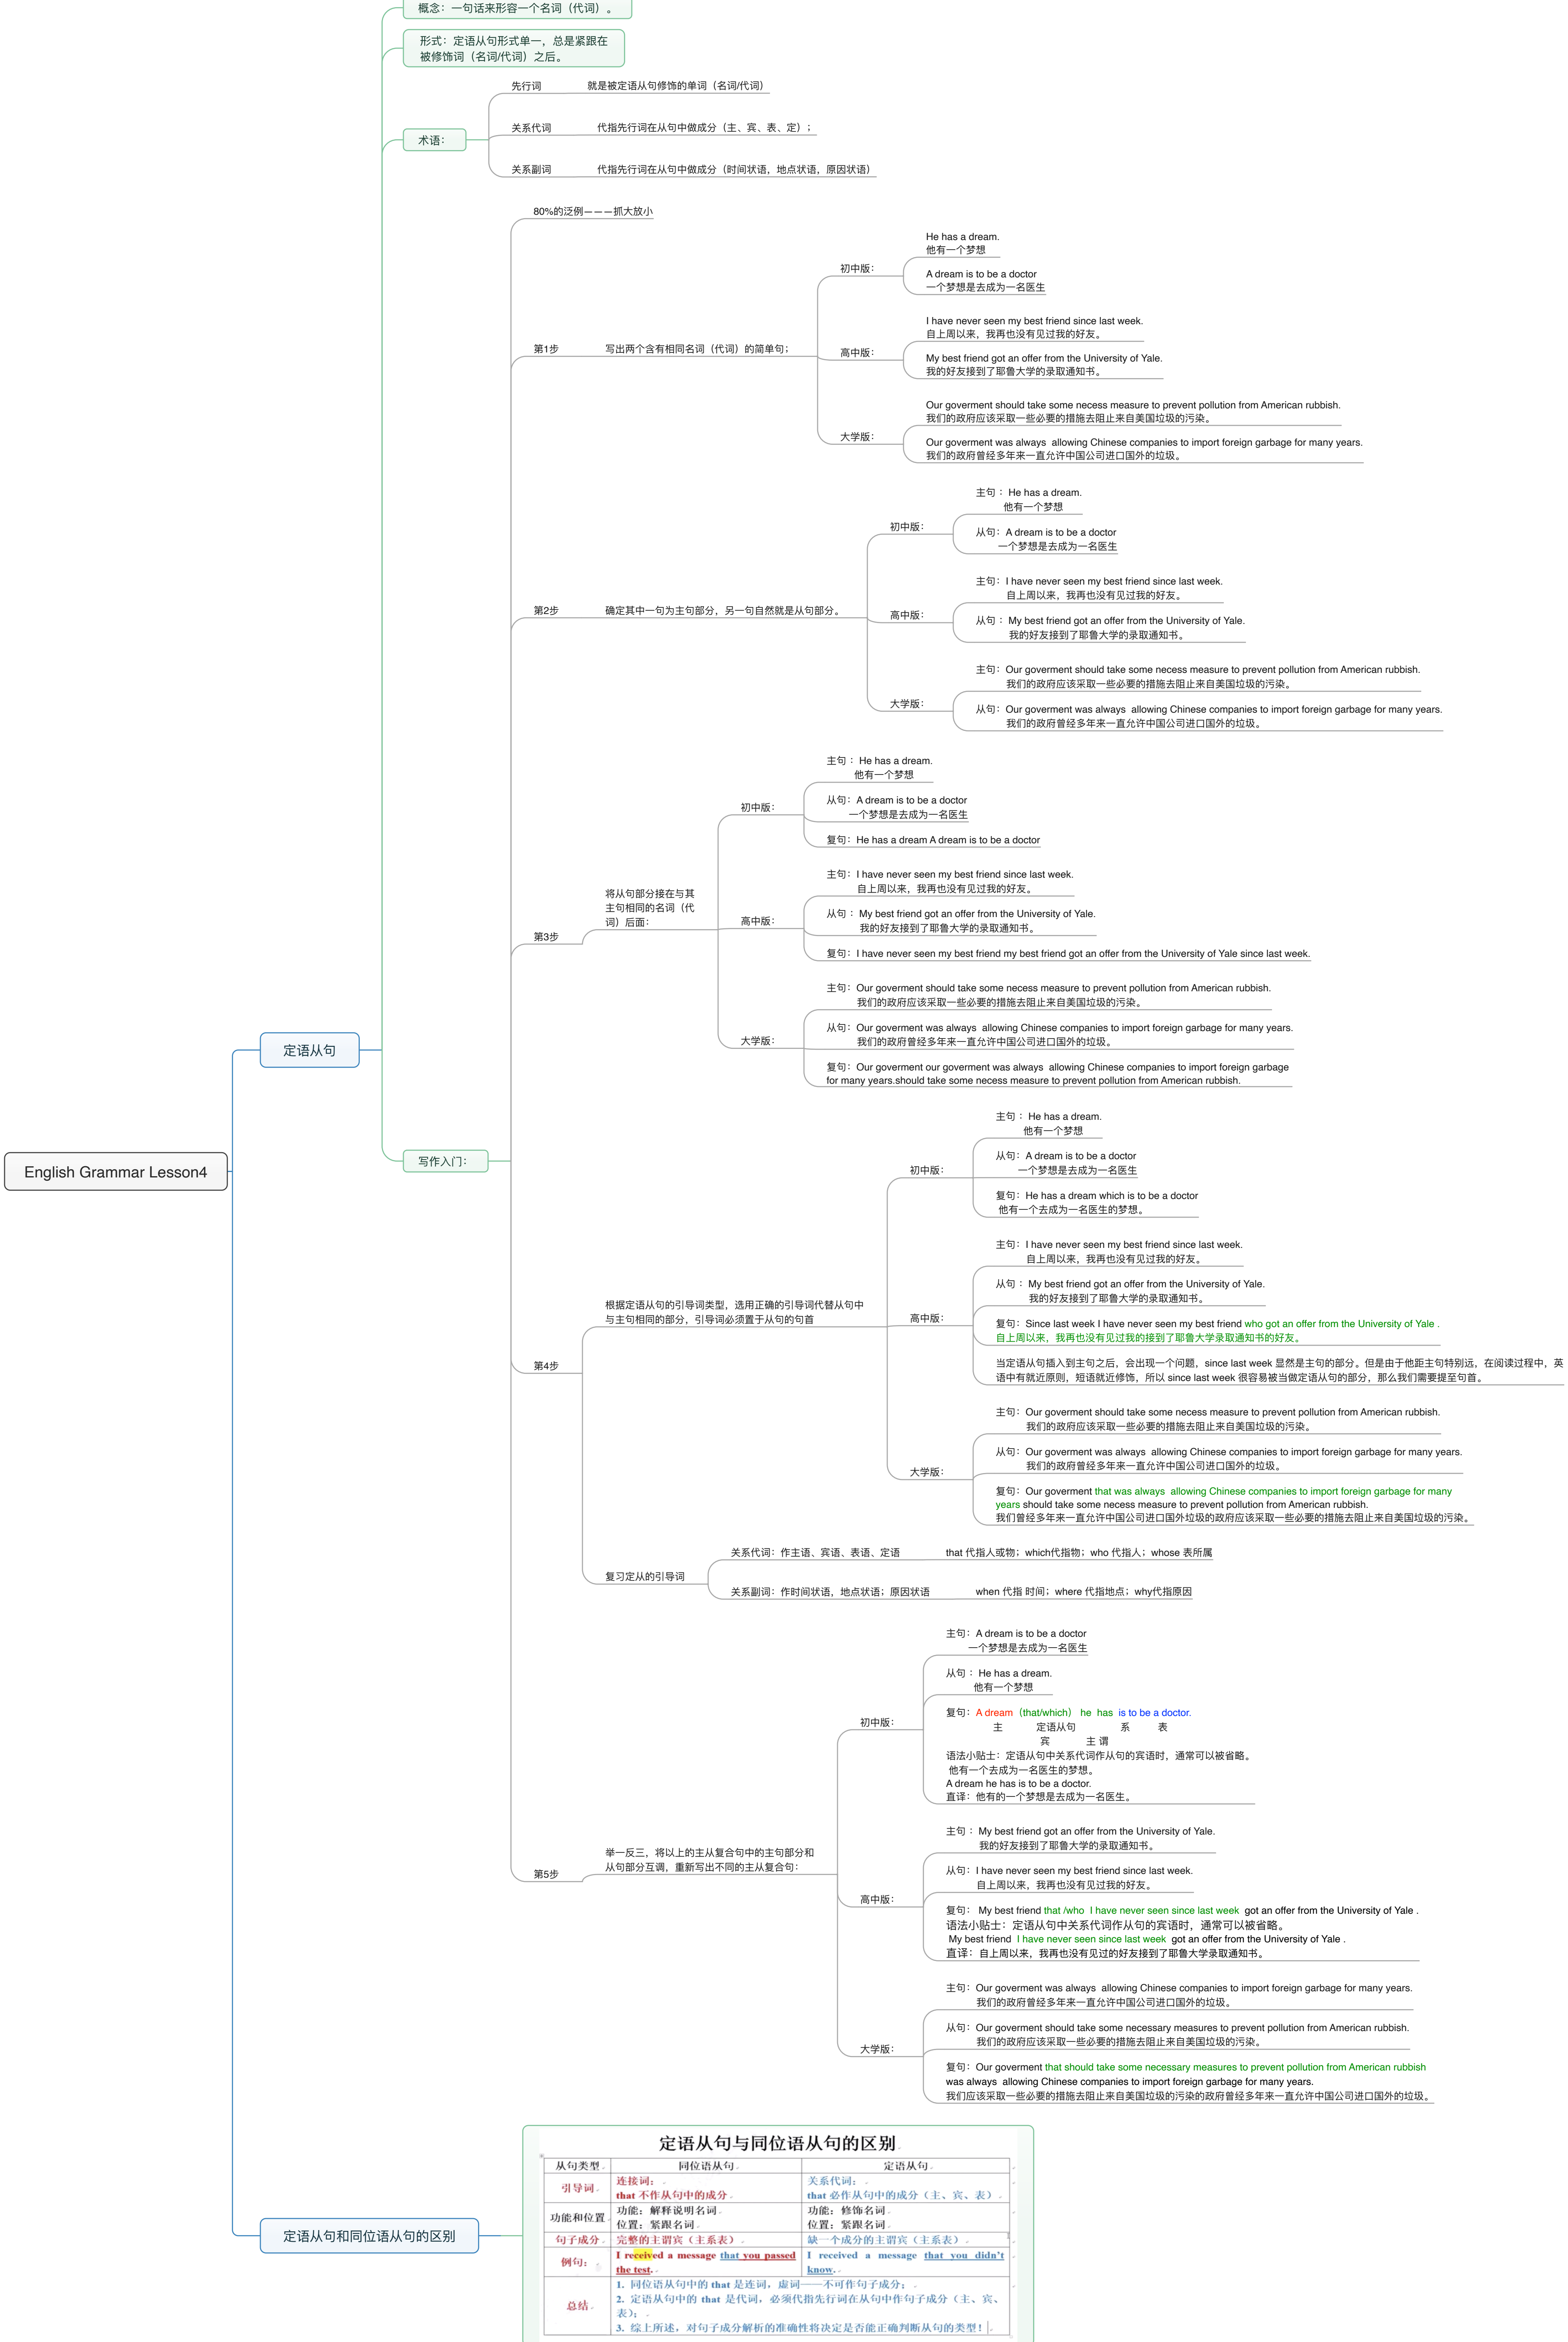 English Grammar Lesson4
定语从句
概念：一句话来形容一个名词（代词）。
形式：定语从句形式单一，总是紧跟在
被修饰词（名词/代词）之后。
术语：
先行词
就是被定语从句修饰的单词（名词/代词）
关系代词
代指先行词在从句中做成分（主、宾、表、定）；
关系副词
代指先行词在从句中做成分（时间状语，地点状语，原因状语）
写作入门：
80%的泛例———抓大放小
第1步
写出两个含有相同名词（代词）的简单句；
初中版：
He has a dream.
他有一个梦想
A dream is to be a doctor
一个梦想是去成为一名医生
高中版：
I have never seen my best friend since last week.
自上周以来，我再也没有见过我的好友。
My best friend got an offer from the University of Yale.
我的好友接到了耶鲁大学的录取通知书。
大学版：
Our goverment should take some necess measure to prevent pollution from American rubbish.
我们的政府应该采取一些必要的措施去阻止来自美国垃圾的污染。
Our goverment was always  allowing Chinese companies to import foreign garbage for many years.
我们的政府曾经多年来一直允许中国公司进口国外的垃圾。
第2步
确定其中一句为主句部分，另一句自然就是从句部分。
初中版：
主句 ：He has a dream.
他有一个梦想
从句：A dream is to be a doctor
一个梦想是去成为一名医生
高中版：
主句：I have never seen my best friend since last week.
自上周以来，我再也没有见过我的好友。
从句 ：My best friend got an offer from the University of Yale.
我的好友接到了耶鲁大学的录取通知书。
大学版：
主句：Our goverment should take some necess measure to prevent pollution from American rubbish.
我们的政府应该采取一些必要的措施去阻止来自美国垃圾的污染。
从句：Our goverment was always  allowing Chinese companies to import foreign garbage for many years.
我们的政府曾经多年来一直允许中国公司进口国外的垃圾。
第3步
将从句部分接在与其
主句相同的名词（代
词）后面：
初中版：
主句 ：He has a dream.
他有一个梦想
从句：A dream is to be a doctor
一个梦想是去成为一名医生
复句：He has a dream A dream is to be a doctor
高中版：
主句：I have never seen my best friend since last week.
自上周以来，我再也没有见过我的好友。
从句 ：My best friend got an offer from the University of Yale.
我的好友接到了耶鲁大学的录取通知书。
复句：I have never seen my best friend my best friend got an offer from the University of Yale since last week.
大学版：
主句：Our goverment should take some necess measure to prevent pollution from American rubbish.
我们的政府应该采取一些必要的措施去阻止来自美国垃圾的污染。
从句：Our goverment was always  allowing Chinese companies to import foreign garbage for many years.
我们的政府曾经多年来一直允许中国公司进口国外的垃圾。
复句：Our goverment our goverment was always  allowing Chinese companies to import foreign garbage
for many years.should take some necess measure to prevent pollution from American rubbish.
第4步
根据定语从句的引导词类型，选用正确的引导词代替从句中
与主句相同的部分，引导词必须置于从句的句首
初中版：
主句 ：He has a dream.
他有一个梦想
从句：A dream is to be a doctor
一个梦想是去成为一名医生
复句：He has a dream which is to be a doctor
他有一个去成为一名医生的梦想。
高中版：
主句：I have never seen my best friend since last week.
自上周以来，我再也没有见过我的好友。
从句 ：My best friend got an offer from the University of Yale.
我的好友接到了耶鲁大学的录取通知书。
复句：Since last week I have never seen my best friend who got an offer from the University of Yale .
自上周以来，我再也没有见过我的接到了耶鲁大学录取通知书的好友。
当定语从句插入到主句之后，会出现一个问题，since last week 显然是主句的部分。但是由于他距主句特别远，在阅读过程中，英
语中有就近原则，短语就近修饰，所以 since last week 很容易被当做定语从句的部分，那么我们需要提至句首。
大学版：
主句：Our goverment should take some necess measure to prevent pollution from American rubbish.
我们的政府应该采取一些必要的措施去阻止来自美国垃圾的污染。
从句：Our goverment was always  allowing Chinese companies to import foreign garbage for many years.
我们的政府曾经多年来一直允许中国公司进口国外的垃圾。
复句：Our goverment that was always  allowing Chinese companies to import foreign garbage for many
years should take some necess measure to prevent pollution from American rubbish.
我们曾经多年来一直允许中国公司进口国外垃圾的政府应该采取一些必要的措施去阻止来自美国垃圾的污染。
复习定从的引导词
关系代词：作主语、宾语、表语、定语
that 代指人或物；which代指物；who 代指人；whose 表所属
关系副词：作时间状语，地点状语；原因状语
when 代指 时间；where 代指地点；why代指原因
第5步
举一反三，将以上的主从复合句中的主句部分和
从句部分互调，重新写出不同的主从复合句：
初中版：
主句：A dream is to be a doctor
一个梦想是去成为一名医生
从句 ：He has a dream.
他有一个梦想
复句：A dream（that/which） he  has  is to be a doctor.
主 定语从句 系 表
宾 主 谓
语法小贴士：定语从句中关系代词作从句的宾语时，通常可以被省略。
他有一个去成为一名医生的梦想。
A dream he has is to be a doctor.
直译：他有的一个梦想是去成为一名医生。
高中版：
主句 ：My best friend got an offer from the University of Yale.
我的好友接到了耶鲁大学的录取通知书。
从句：I have never seen my best friend since last week.
自上周以来，我再也没有见过我的好友。
复句： My best friend that /who  I have never seen since last week  got an offer from the University of Yale .
语法小贴士：定语从句中关系代词作从句的宾语时，通常可以被省略。
My best friend  I have never seen since last week  got an offer from the University of Yale .
直译：自上周以来，我再也没有见过的好友接到了耶鲁大学录取通知书。
大学版：
主句：Our goverment was always  allowing Chinese companies to import foreign garbage for many years.
我们的政府曾经多年来一直允许中国公司进口国外的垃圾。
从句：Our goverment should take some necessary measures to prevent pollution from American rubbish.
我们的政府应该采取一些必要的措施去阻止来自美国垃圾的污染。
复句：Our goverment that should take some necessary measures to prevent pollution from American rubbish
was always  allowing Chinese companies to import foreign garbage for many years.
我们应该采取一些必要的措施去阻止来自美国垃圾的污染的政府曾经多年来一直允许中国公司进口国外的垃圾。
定语从句和同位语从句的区别
定语从句与同位语从句的区别
从句类型 同位语从句 定语从句
引导词
连接词；
that 不作从句中的成分
关系代词；
that 必作从句中的成分（主、宾、表）
功能和位置
功能：解释说明名词
位置：紧跟名词
功能：修饰名词
位置：紧跟名词
句子成分 完整的主谓宾（主系表） 缺一个成分的主谓宾（主系表）
例句：
I received a message that you passed
the test.
I received a message that you didn't
know.
总结
1. 同位语从句中的 that 是连词，虚词——不可作句子成分；
2. 定语从句中的 that 是代词，必须代指先行词在从句中作句子成分（主、宾、
表）；
3. 综上所述，对句子成分解析的准确性将决定是否能正确判断从句的类型！